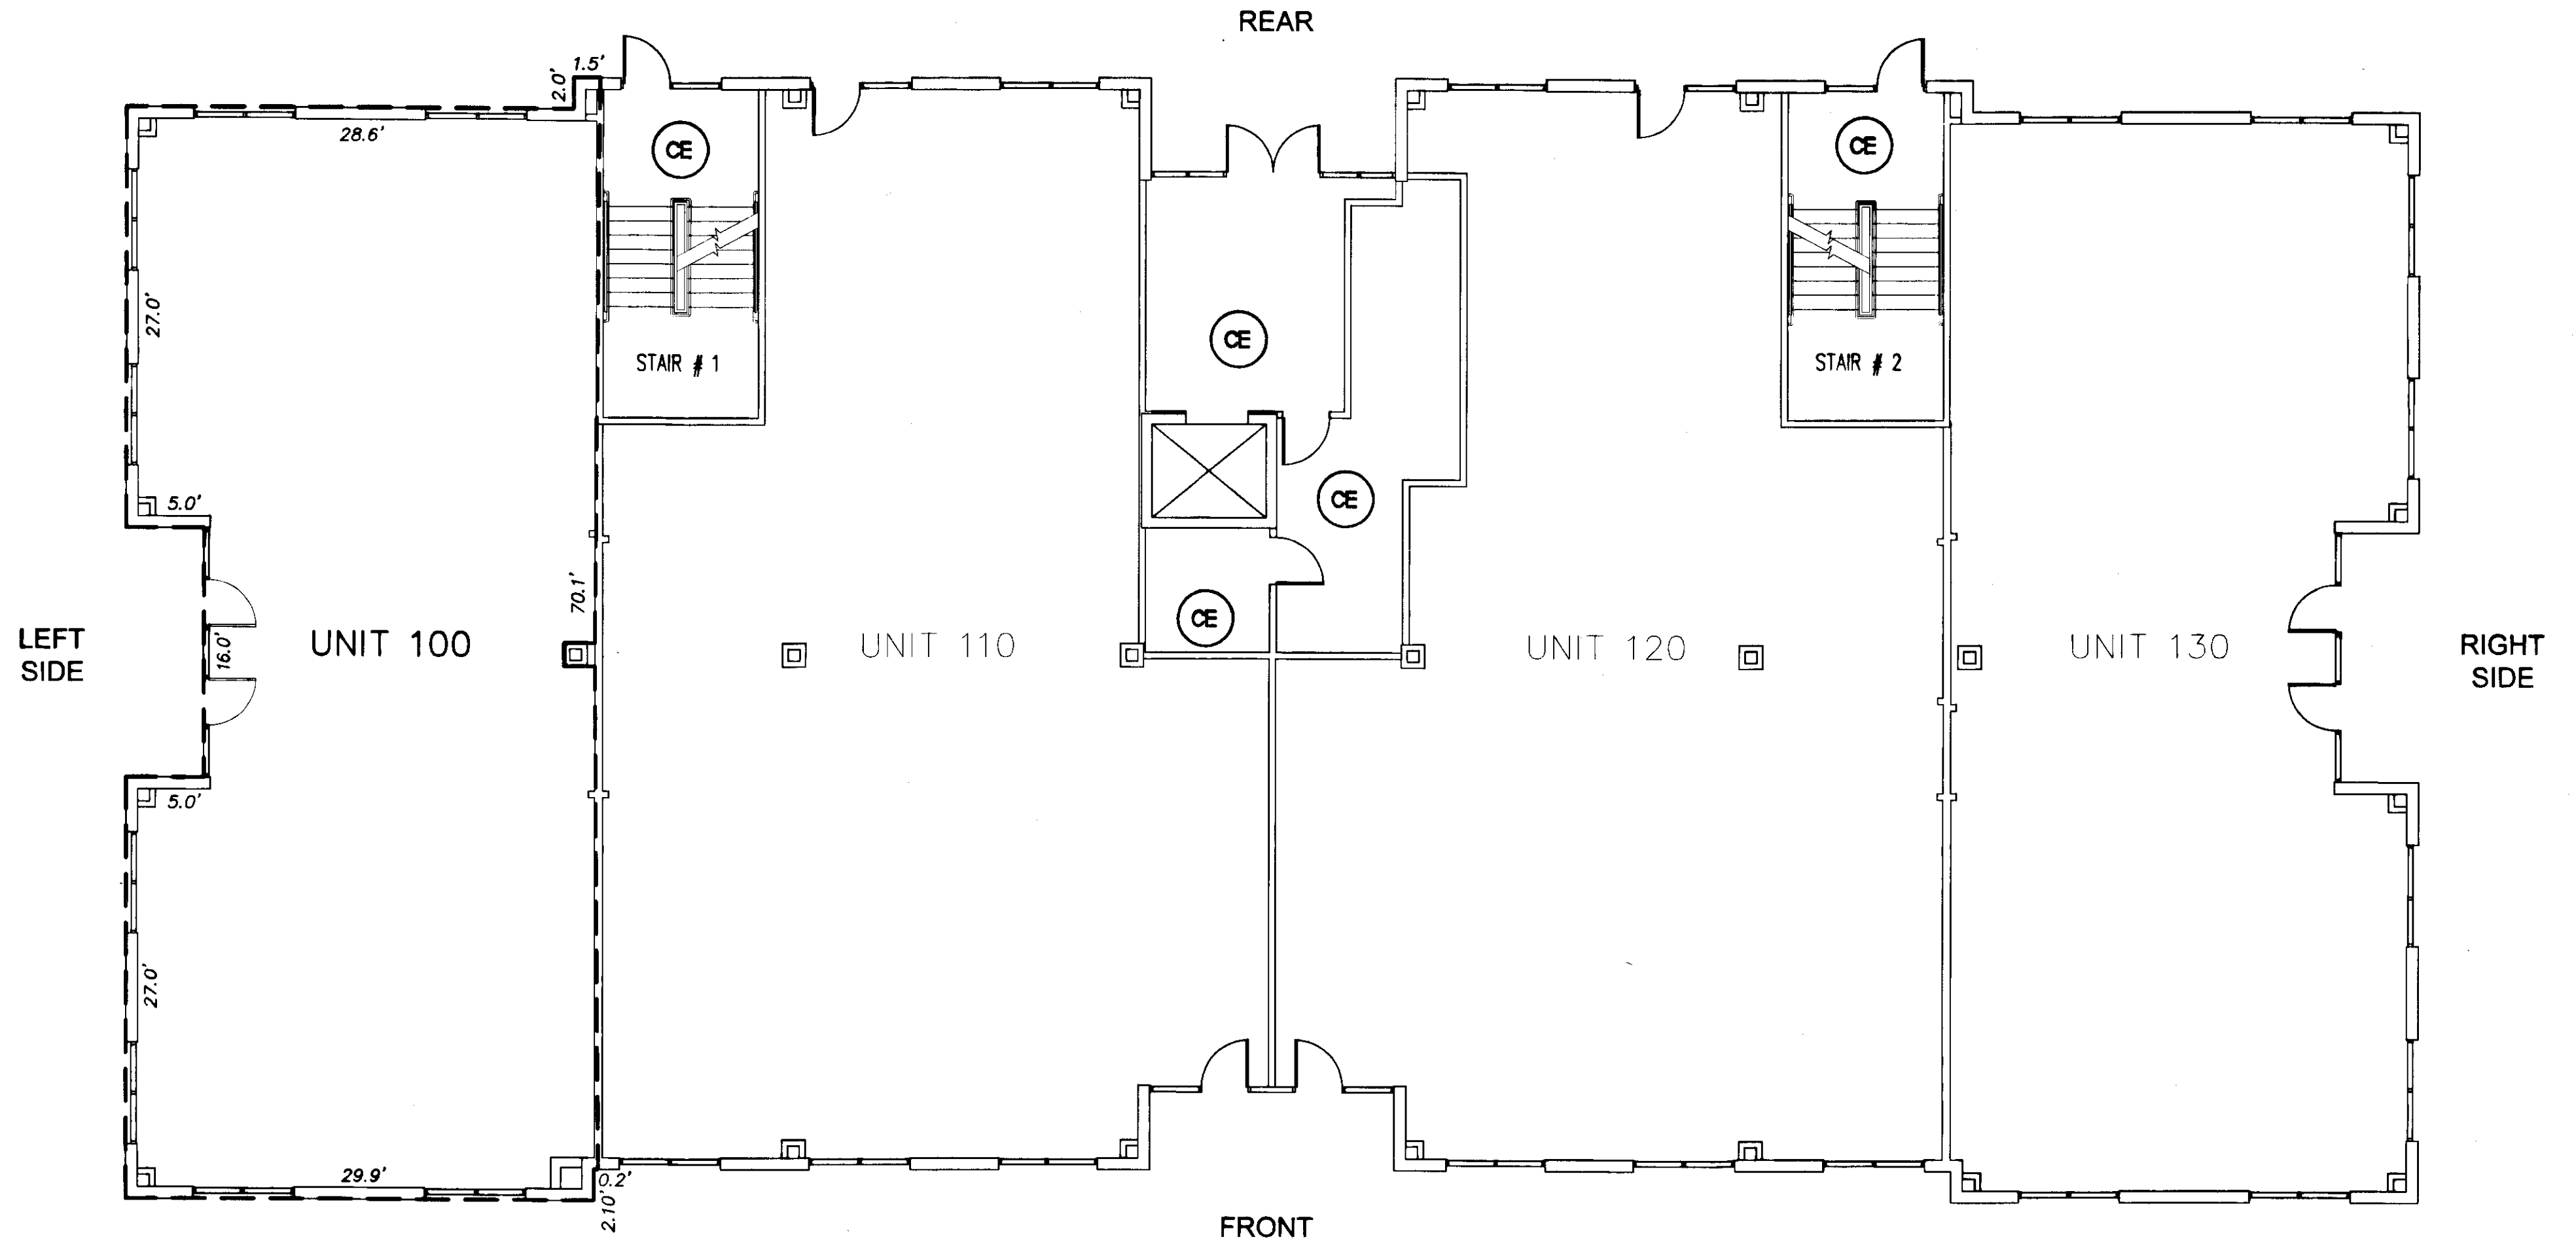 REAR
1.5'
2.0'
28.6'
CE
CE
27.0'
CE
STAIR # 1
STAIR # 2
5.0'
CE
70.1'
CE
LEFT
SIDE
UNIT 100
16.0'
UNIT 110
UNIT 120
UNIT 130
RIGHT
SIDE
5.0'
27.0'
29.9'
0.2'
2.10'
FRONT